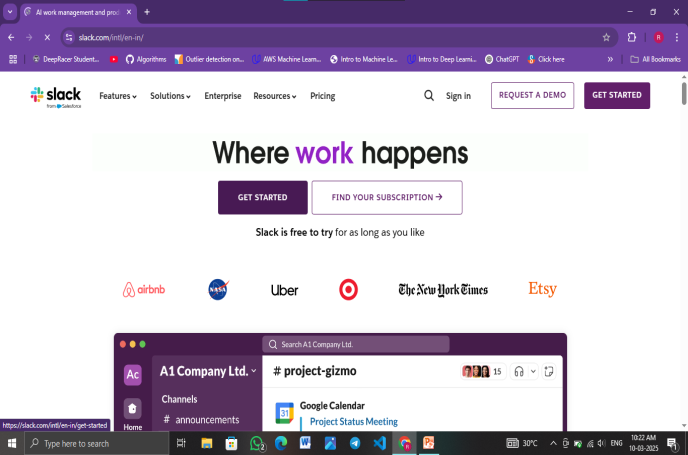 AI work management and prod
slack.com/intl/en-in/
R
DeepRacer Student...
Algorithms
Outlier detection on...
AWS Machine Learn...
Intro to Machine Le...
Intro to Deep Learni...
ChatGPT
Click here
»
All Bookmarks
slack
from Salesforce
Features
Solutions
Enterprise
Resources
Pricing
Sign in
REQUEST A DEMO
GET STARTED
Where work happens
GET STARTED
FIND YOUR SUBSCRIPTION →
Slack is free to try for as long as you like
airbnb
NASA
Uber
The New York Times
Etsy
Search A1 Company Ltd.
Ac
A1 Company Ltd.
# project-gizmo
15
Channels
31
Google Calendar
# announcements
Project Status Meeting
Home
https://slack.com/intl/en-in/get-started
Type here to search
2
30°C
ENG
10:22 AM
10-03-2025
1